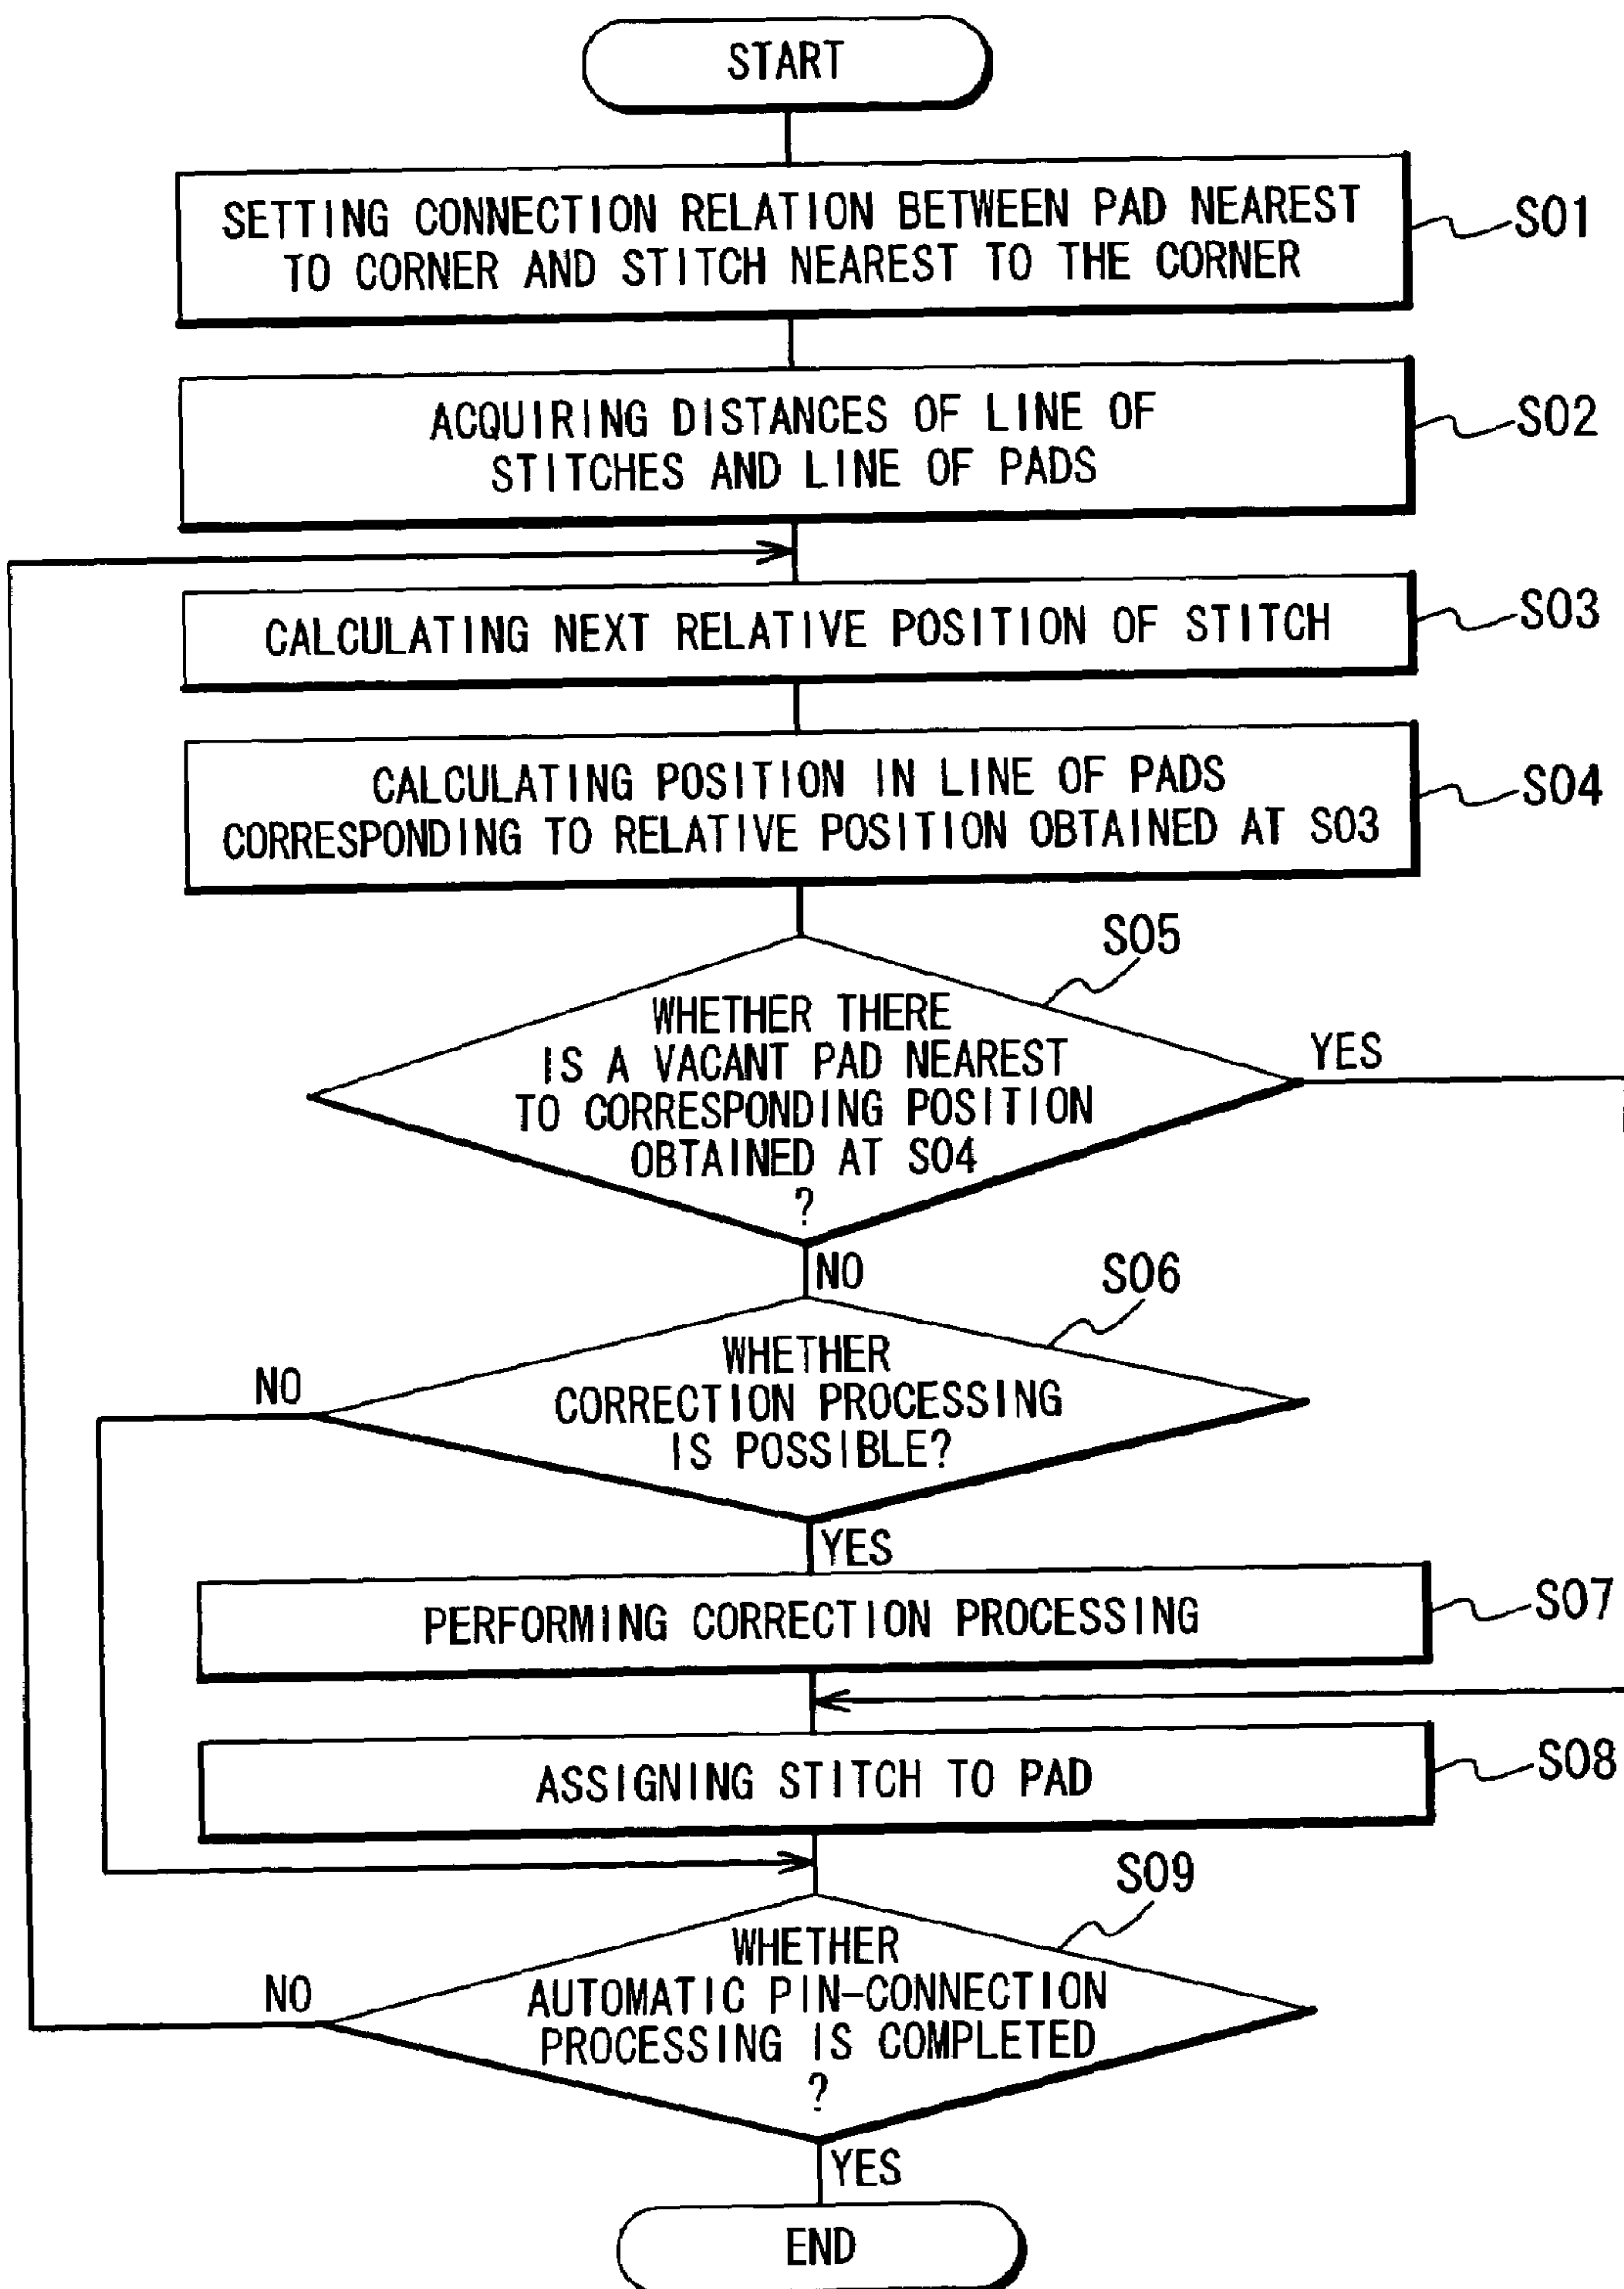 START
SETTING CONNECTION RELATION BETWEEN PAD NEAREST
TO CORNER AND STITCH NEAREST TO THE CORNER
S01
ACQUIRING DISTANCES OF LINE OF
STITCHES AND LINE OF PADS
S02
CALCULATING NEXT RELATIVE POSITION OF STITCH
S03
CALCULATING POSITION IN LINE OF PADS
CORRESPONDING TO RELATIVE POSITION OBTAINED AT S03
S04
S05
WHETHER THERE
IS A VACANT PAD NEAREST
TO CORRESPONDING POSITION
OBTAINED AT S04
?
YES
NO
S06
WHETHER
CORRECTION PROCESSING
IS POSSIBLE?
NO
YES
PERFORMING CORRECTION PROCESSING
S07
ASSIGNING STITCH TO PAD
S08
S09
WHETHER
AUTOMATIC PIN-CONNECTION
PROCESSING IS COMPLETED
?
NO
YES
END